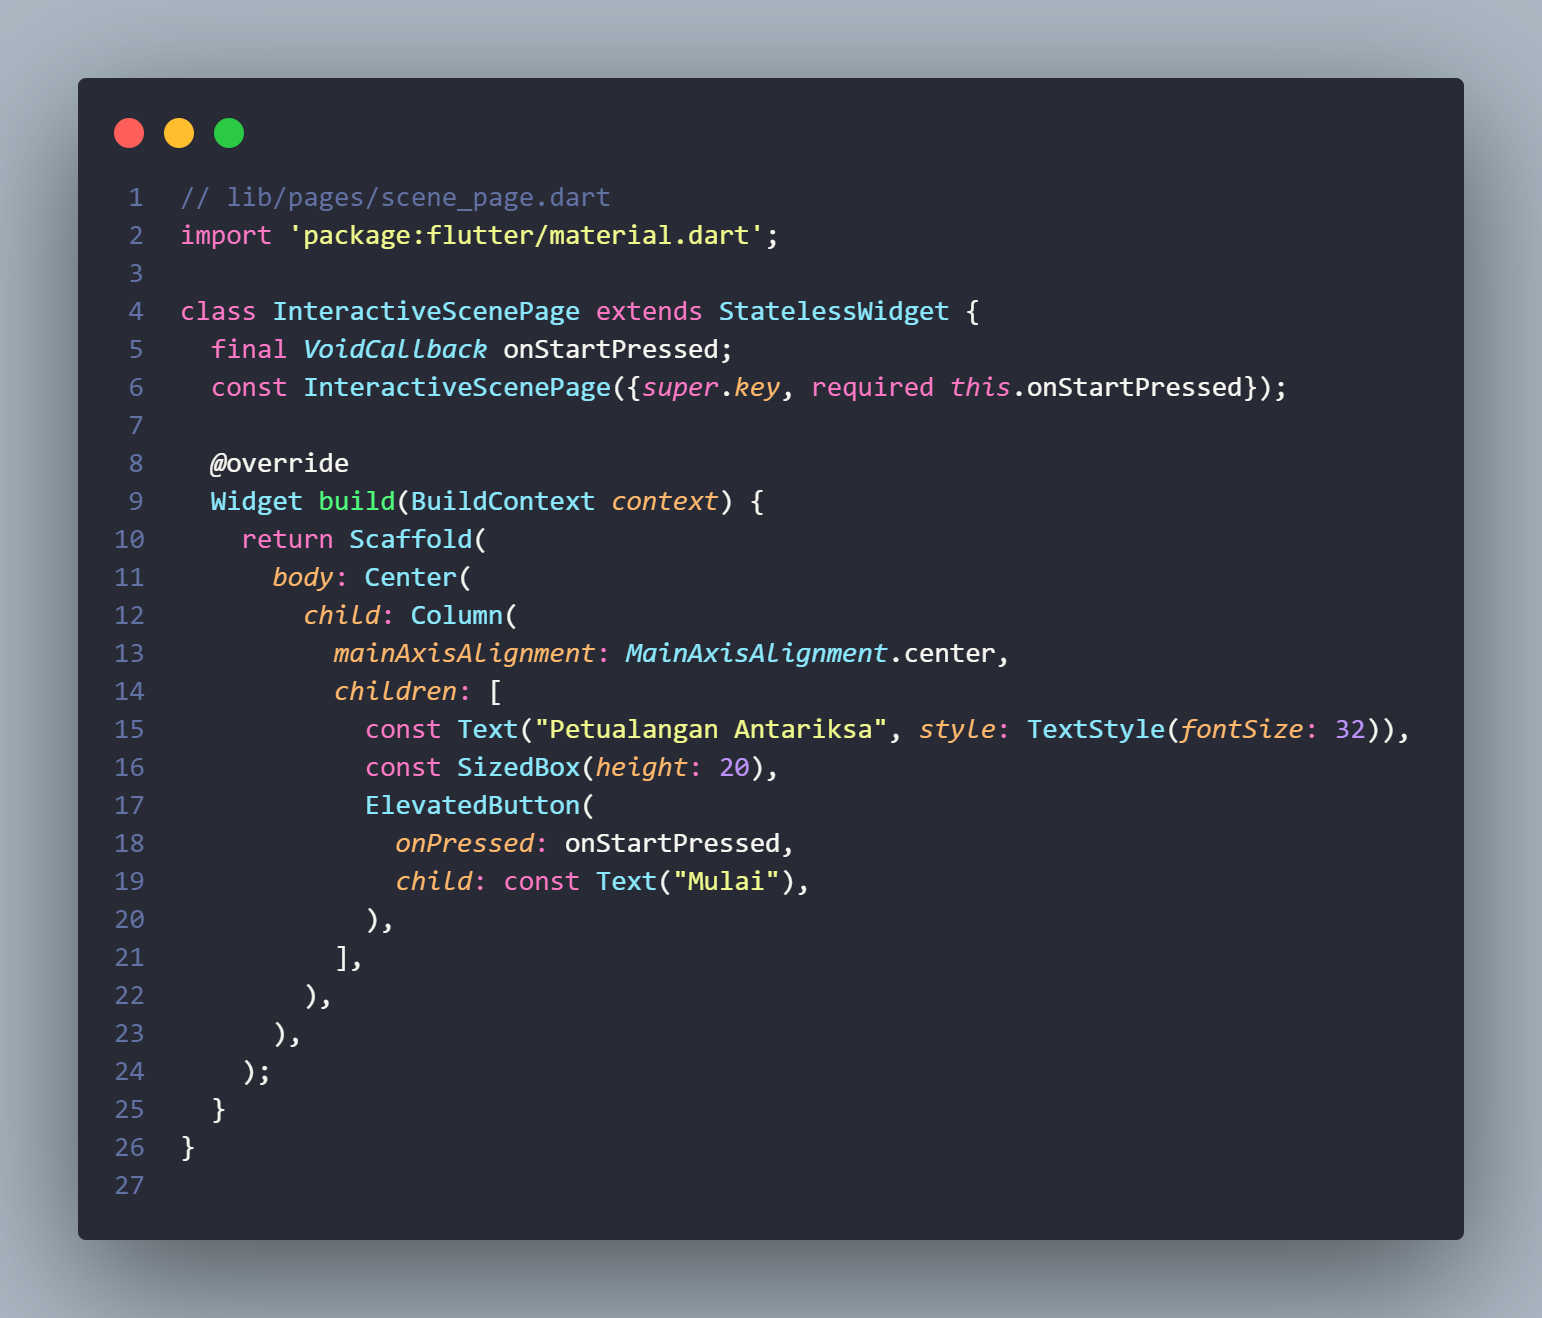 1 // lib/pages/scene_page.dart
2 import 'package:flutter/material.dart';
3
4 class InteractiveScenePage extends StatelessWidget {
5   final VoidCallback onStartPressed;
6   const InteractiveScenePage({super.key, required this.onStartPressed});
7
8   @override
9   Widget build(BuildContext context) {
10     return Scaffold(
11       body: Center(
12         child: Column(
13           mainAxisAlignment: MainAxisAlignment.center,
14           children: [
15             const Text("Petualangan Antariksa", style: TextStyle(fontSize: 32)),
16             const SizedBox(height: 20),
17             ElevatedButton(
18               onPressed: onStartPressed,
19               child: const Text("Mulai"),
20             ),
21           ],
22         ),
23       ),
24     );
25   }
26 }
27